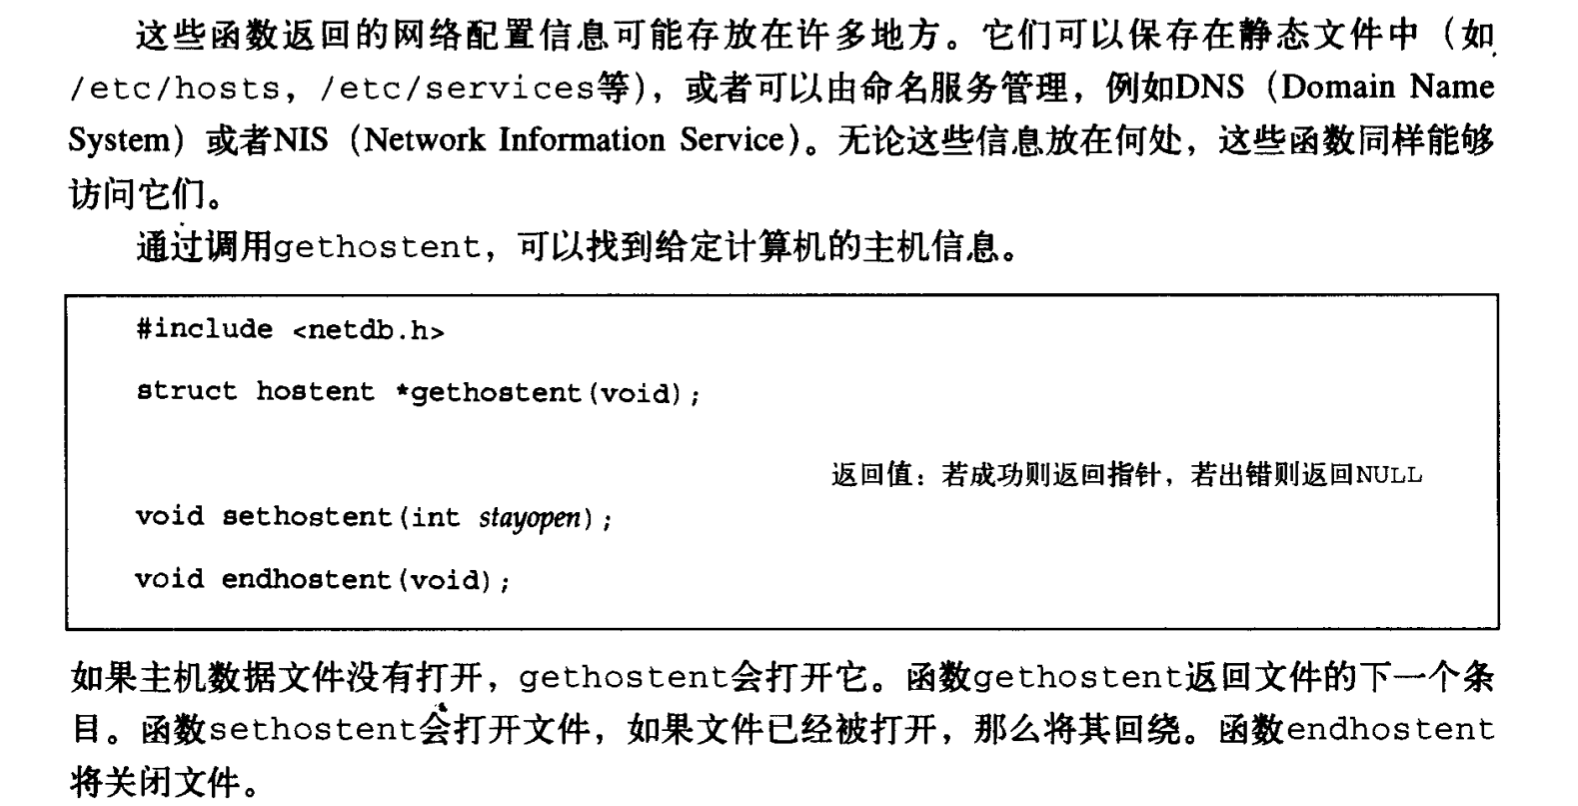 这些函数返回的网络配置信息可能存放在许多地方。它们可以保存在静态文件中（如
/etc/hosts，/etc/services等），或者可以由命名服务管理，例如DNS（Domain Name
System）或者NIS（Network Information Service）。无论这些信息放在何处，这些函数同样能够
访问它们。
通过调用gethostent，可以找到给定计算机的主机信息。
#include <netdb.h>
struct hostent *gethostent(void);
返回值：若成功则返回指针，若出错则返回NULL
void sethostent(int stayopen);
void endhostent(void);
如果主机数据文件没有打开，gethostent会打开它。函数gethostent返回文件的下一个条
目。函数sethostent会打开文件，如果文件已经被打开，那么将其回绕。函数endhostent
将关闭文件。